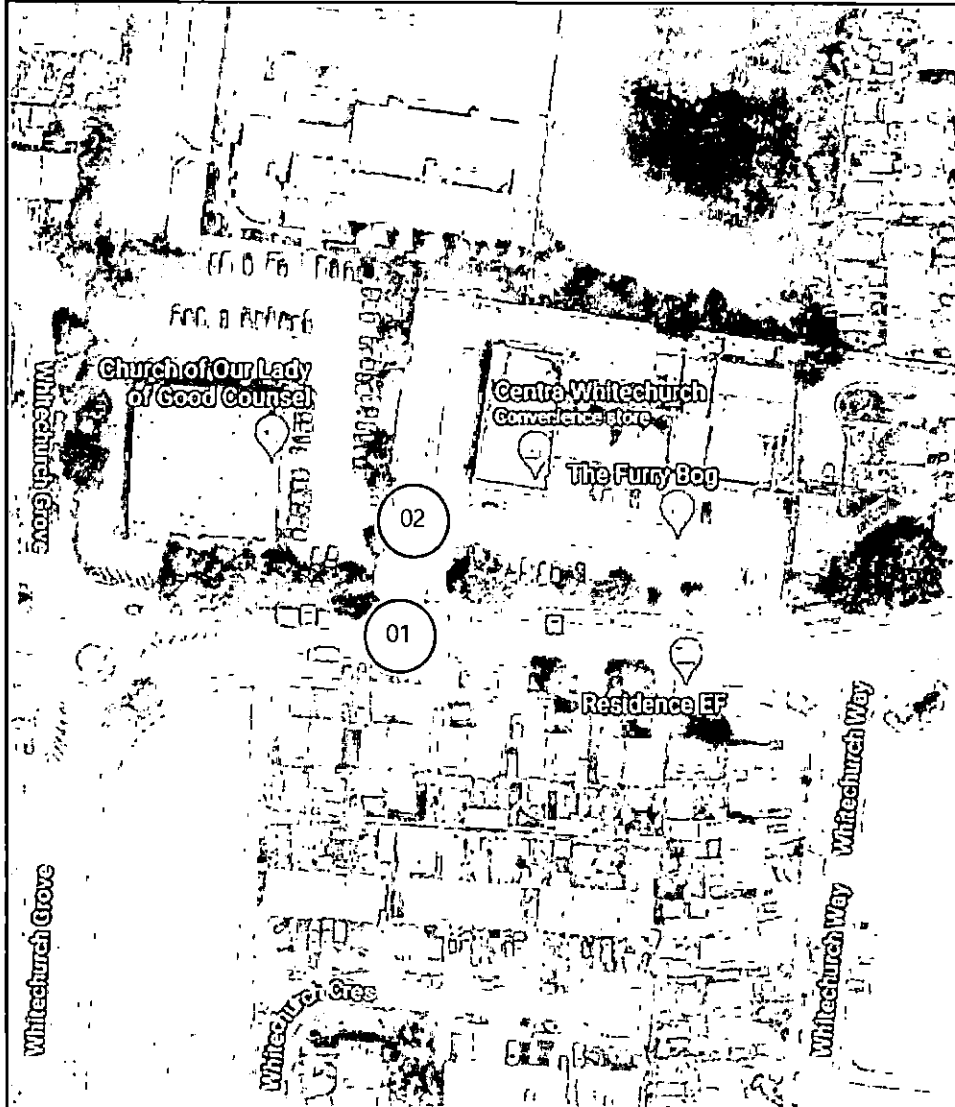 Church of Our Lady
of Good Counsel
Centra Whitechurch
Convenience store
The Furry Bog
Whitechurch Grove
02
01
Residence EF
Whitechurch Way
Whitechurch Grove
Whitechurch Way
Whitechurch Cres